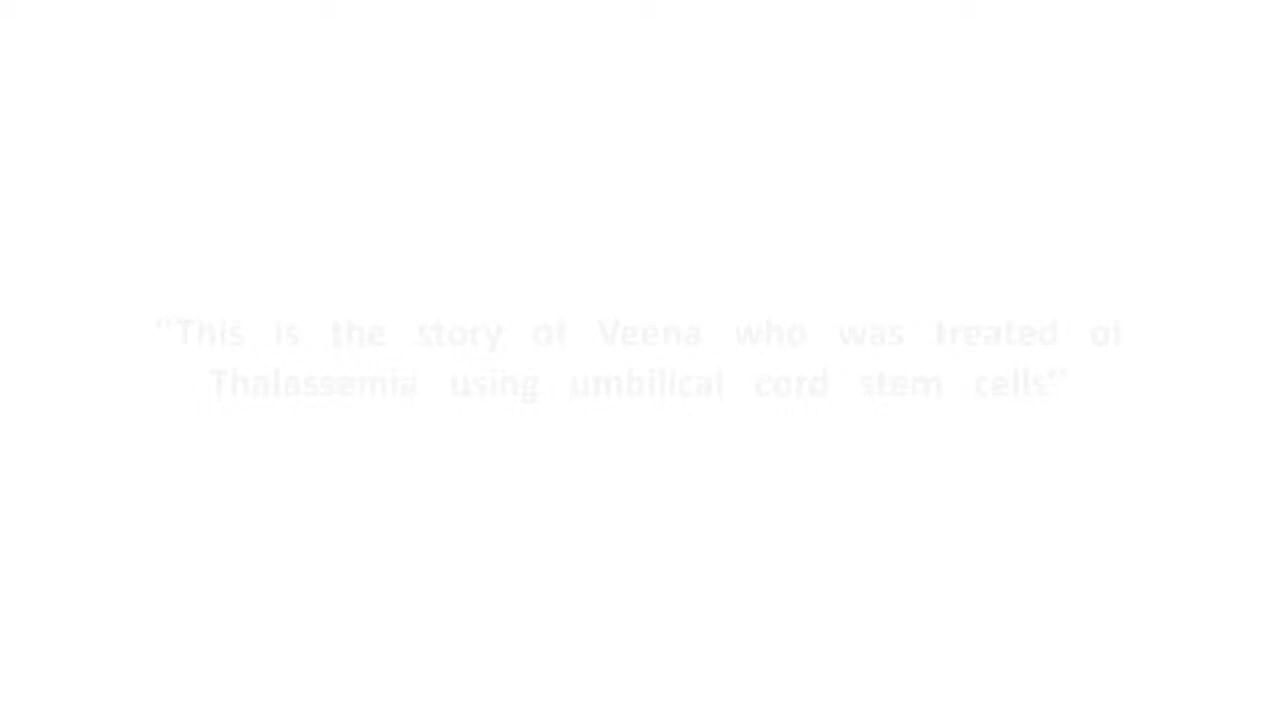 "This is the story of Veena who was treated of
Thalassemia using umbilical cord stem cells"